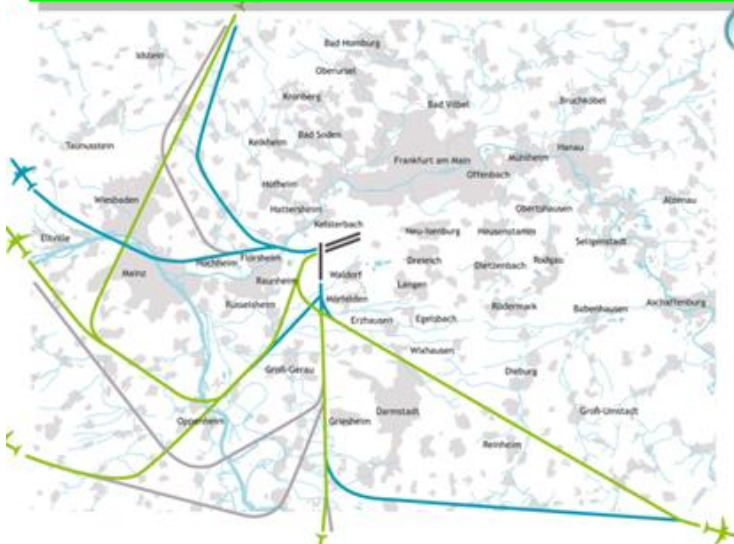 Bad Homburg
Idstein
Oberursel
Kronberg
Bad Vilbel
Bruchköbel
Bad Soden
Kelkheim
Taunusstein
Hanau
Frankfurt am Main
Mühlheim
Offenbach
Hofheim
Wiesbaden
Alzenau
Hattersheim
Obertshausen
Kelsterbach
Neu-Isenburg
Heusenstamm
Eltville
Seligenstadt
Hochheim
Flörsheim
Dreieich
Dietzenbach
Rodgau
Mainz
Raunheim
Walldorf
Langen
Rüsselsheim
Mörfelden
Rödermark
Babenhausen
Aschaffenburg
Erzhausen
Egelsbach
Wixhausen
Groß-Gerau
Dieburg
Oppenheim
Griesheim
Darmstadt
Groß-Umstadt
Reinheim